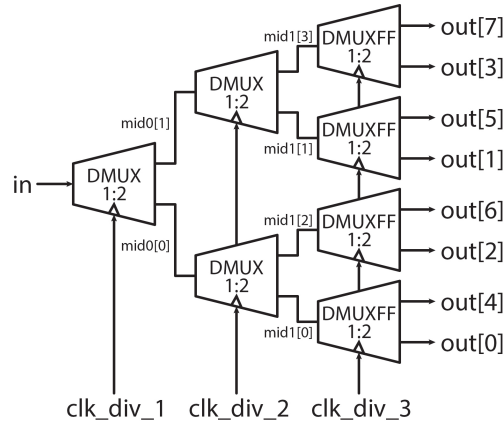 DMUXFF
1:2
out[7]
out[3]
mid1[3]
DMUX
1:2
mid0[1]
mid1[1]
DMUXFF
1:2
out[5]
out[1]
in
DMUX
1:2
mid0[0]
mid1[2]
DMUXFF
1:2
out[6]
out[2]
DMUX
1:2
mid1[0]
DMUXFF
1:2
out[4]
out[0]
clk_div_1
clk_div_2
clk_div_3